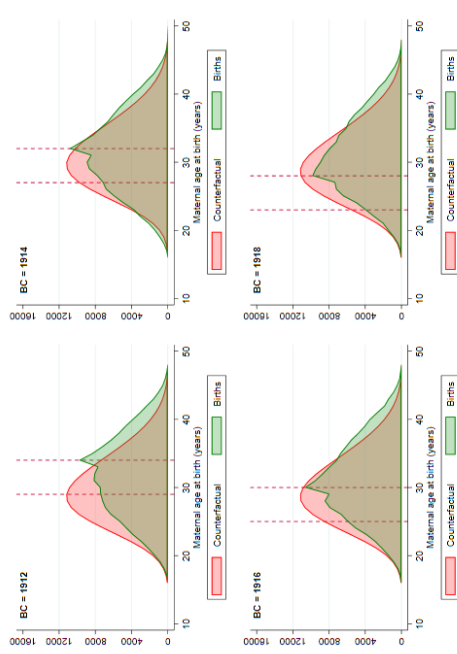 BC = 1912
16000
12000
8000
4000
0
10
20
30
40
50
Maternal age at birth (years)
Counterfactual
Births
BC = 1914
16000
12000
8000
4000
0
10
20
30
40
50
Maternal age at birth (years)
Counterfactual
Births
BC = 1916
16000
12000
8000
4000
0
10
20
30
40
50
Maternal age at birth (years)
Counterfactual
Births
BC = 1918
16000
12000
8000
4000
0
10
20
30
40
50
Maternal age at birth (years)
Counterfactual
Births